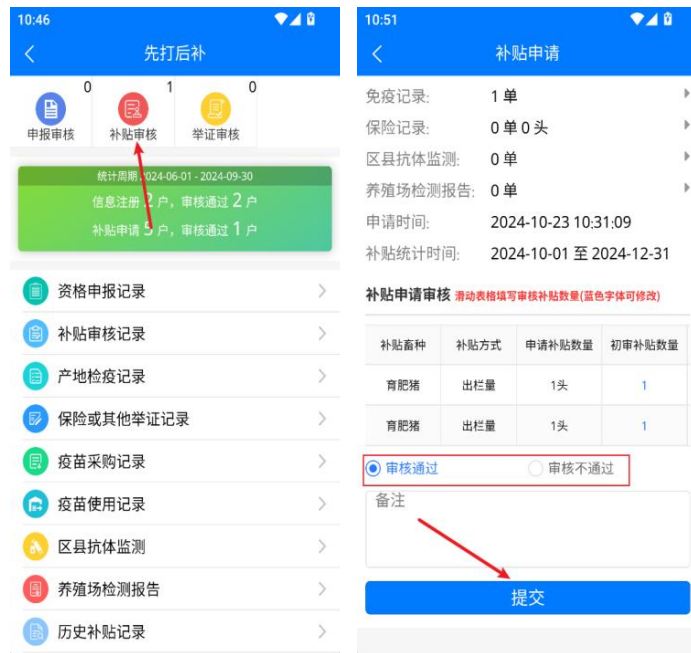 10:46
先打后补
0
1
0
申报审核
补贴审核
举证审核
统计周期 2024-06-01 - 2024-09-30
信息注册 2 户，审核通过 2 户
补贴申请 5 户，审核通过 1 户
资格申报记录
补贴审核记录
产地检疫记录
保险或其他举证记录
疫苗采购记录
疫苗使用记录
区县抗体监测
养殖场检测报告
历史补贴记录
10:51
补贴申请
免疫记录: 1 单
保险记录: 0 单 0 头
区县抗体监测: 0 单
养殖场检测报告: 0 单
申请时间: 2024-10-23 10:31:09
补贴统计时间: 2024-10-01 至 2024-12-31
补贴申请审核 滑动表格填写审核补贴数量(蓝色字体可修改)
补贴畜种 补贴方式 申请补贴数量 初审补贴数量
育肥猪 出栏量 1头 1
育肥猪 出栏量 1头 1
审核通过 审核不通过
备注
提交